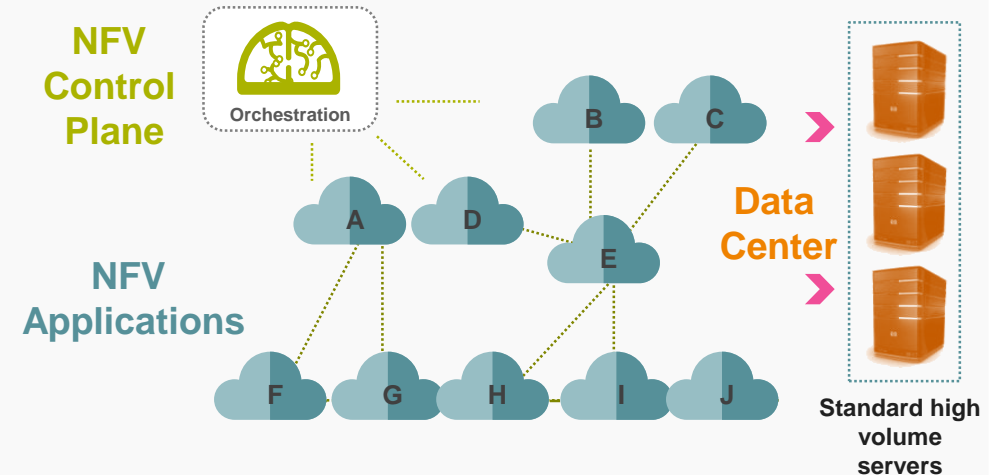 NFV
Control
Plane
Orchestration
B
C
A
D
E
Data
Center
NFV
Applications
F
G
H
I
J
Standard high
volume
servers